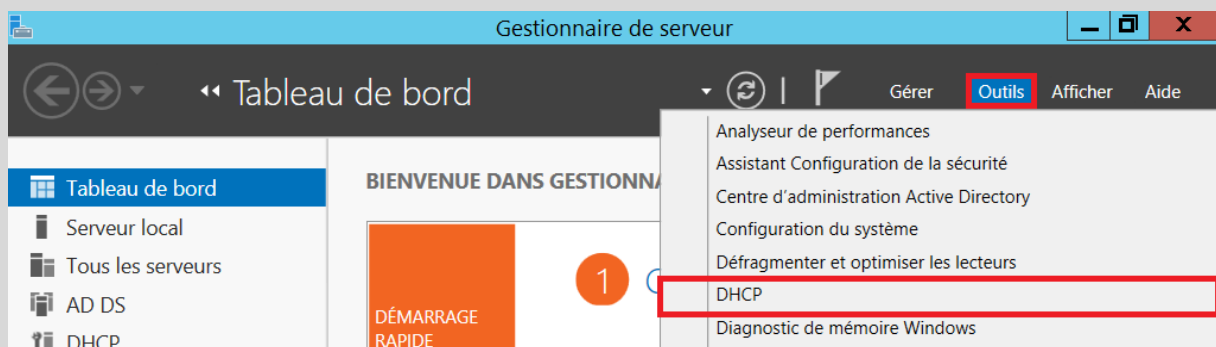 Gestionnaire de serveur
Tableau de bord
Gérer Outils Afficher Aide
Analyseur de performances
Assistant Configuration de la sécurité
Centre d'administration Active Directory
Configuration du système
Défragmenter et optimiser les lecteurs
DHCP
Diagnostic de mémoire Windows
Tableau de bord
Serveur local
Tous les serveurs
AD DS
DHCP
BIENVENUE DANS GESTIONNA
DÉMARRAGE
RAPIDE
1